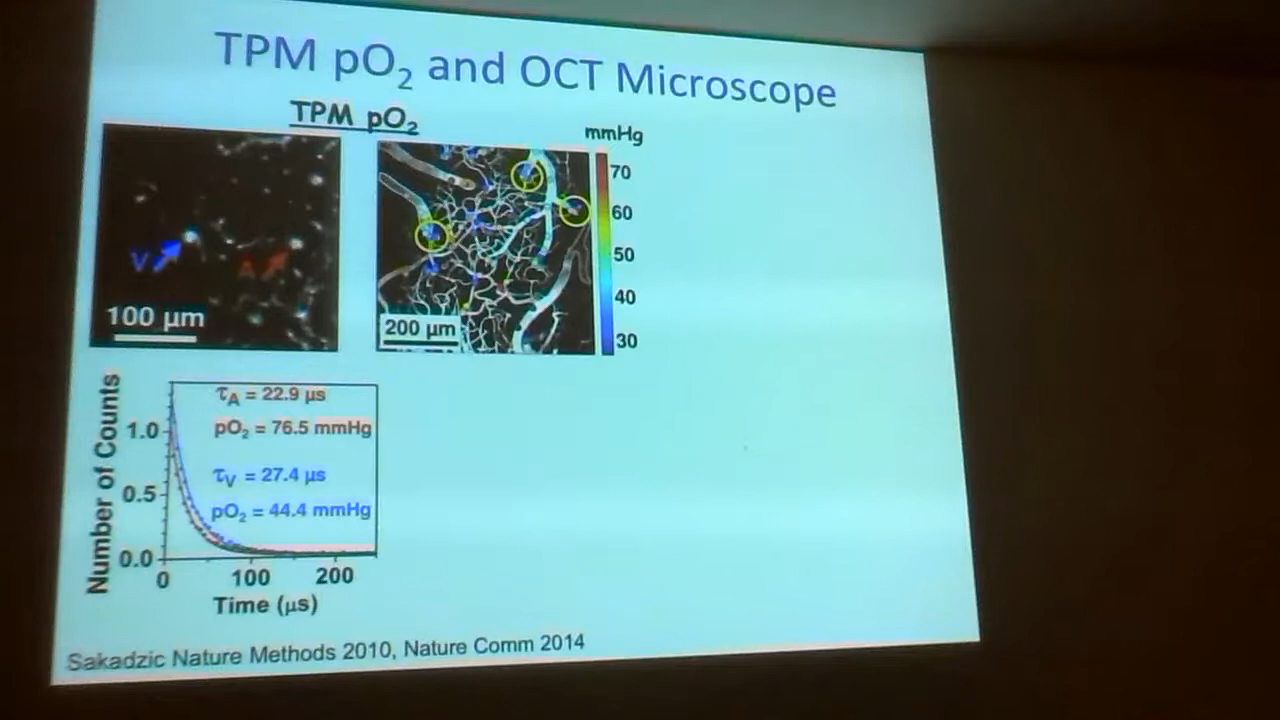 TPM pO₂ and OCT Microscope
TPM pO₂
mmHg
70
60
50
40
30
V
A
100 µm
200 µm
Number of Counts
1.0
0.5
0.0
τA = 22.9 µs
pO₂ = 76.5 mmHg
τV = 27.4 µs
pO₂ = 44.4 mmHg
0
100
200
Time (µs)
Sakadzic Nature Methods 2010, Nature Comm 2014